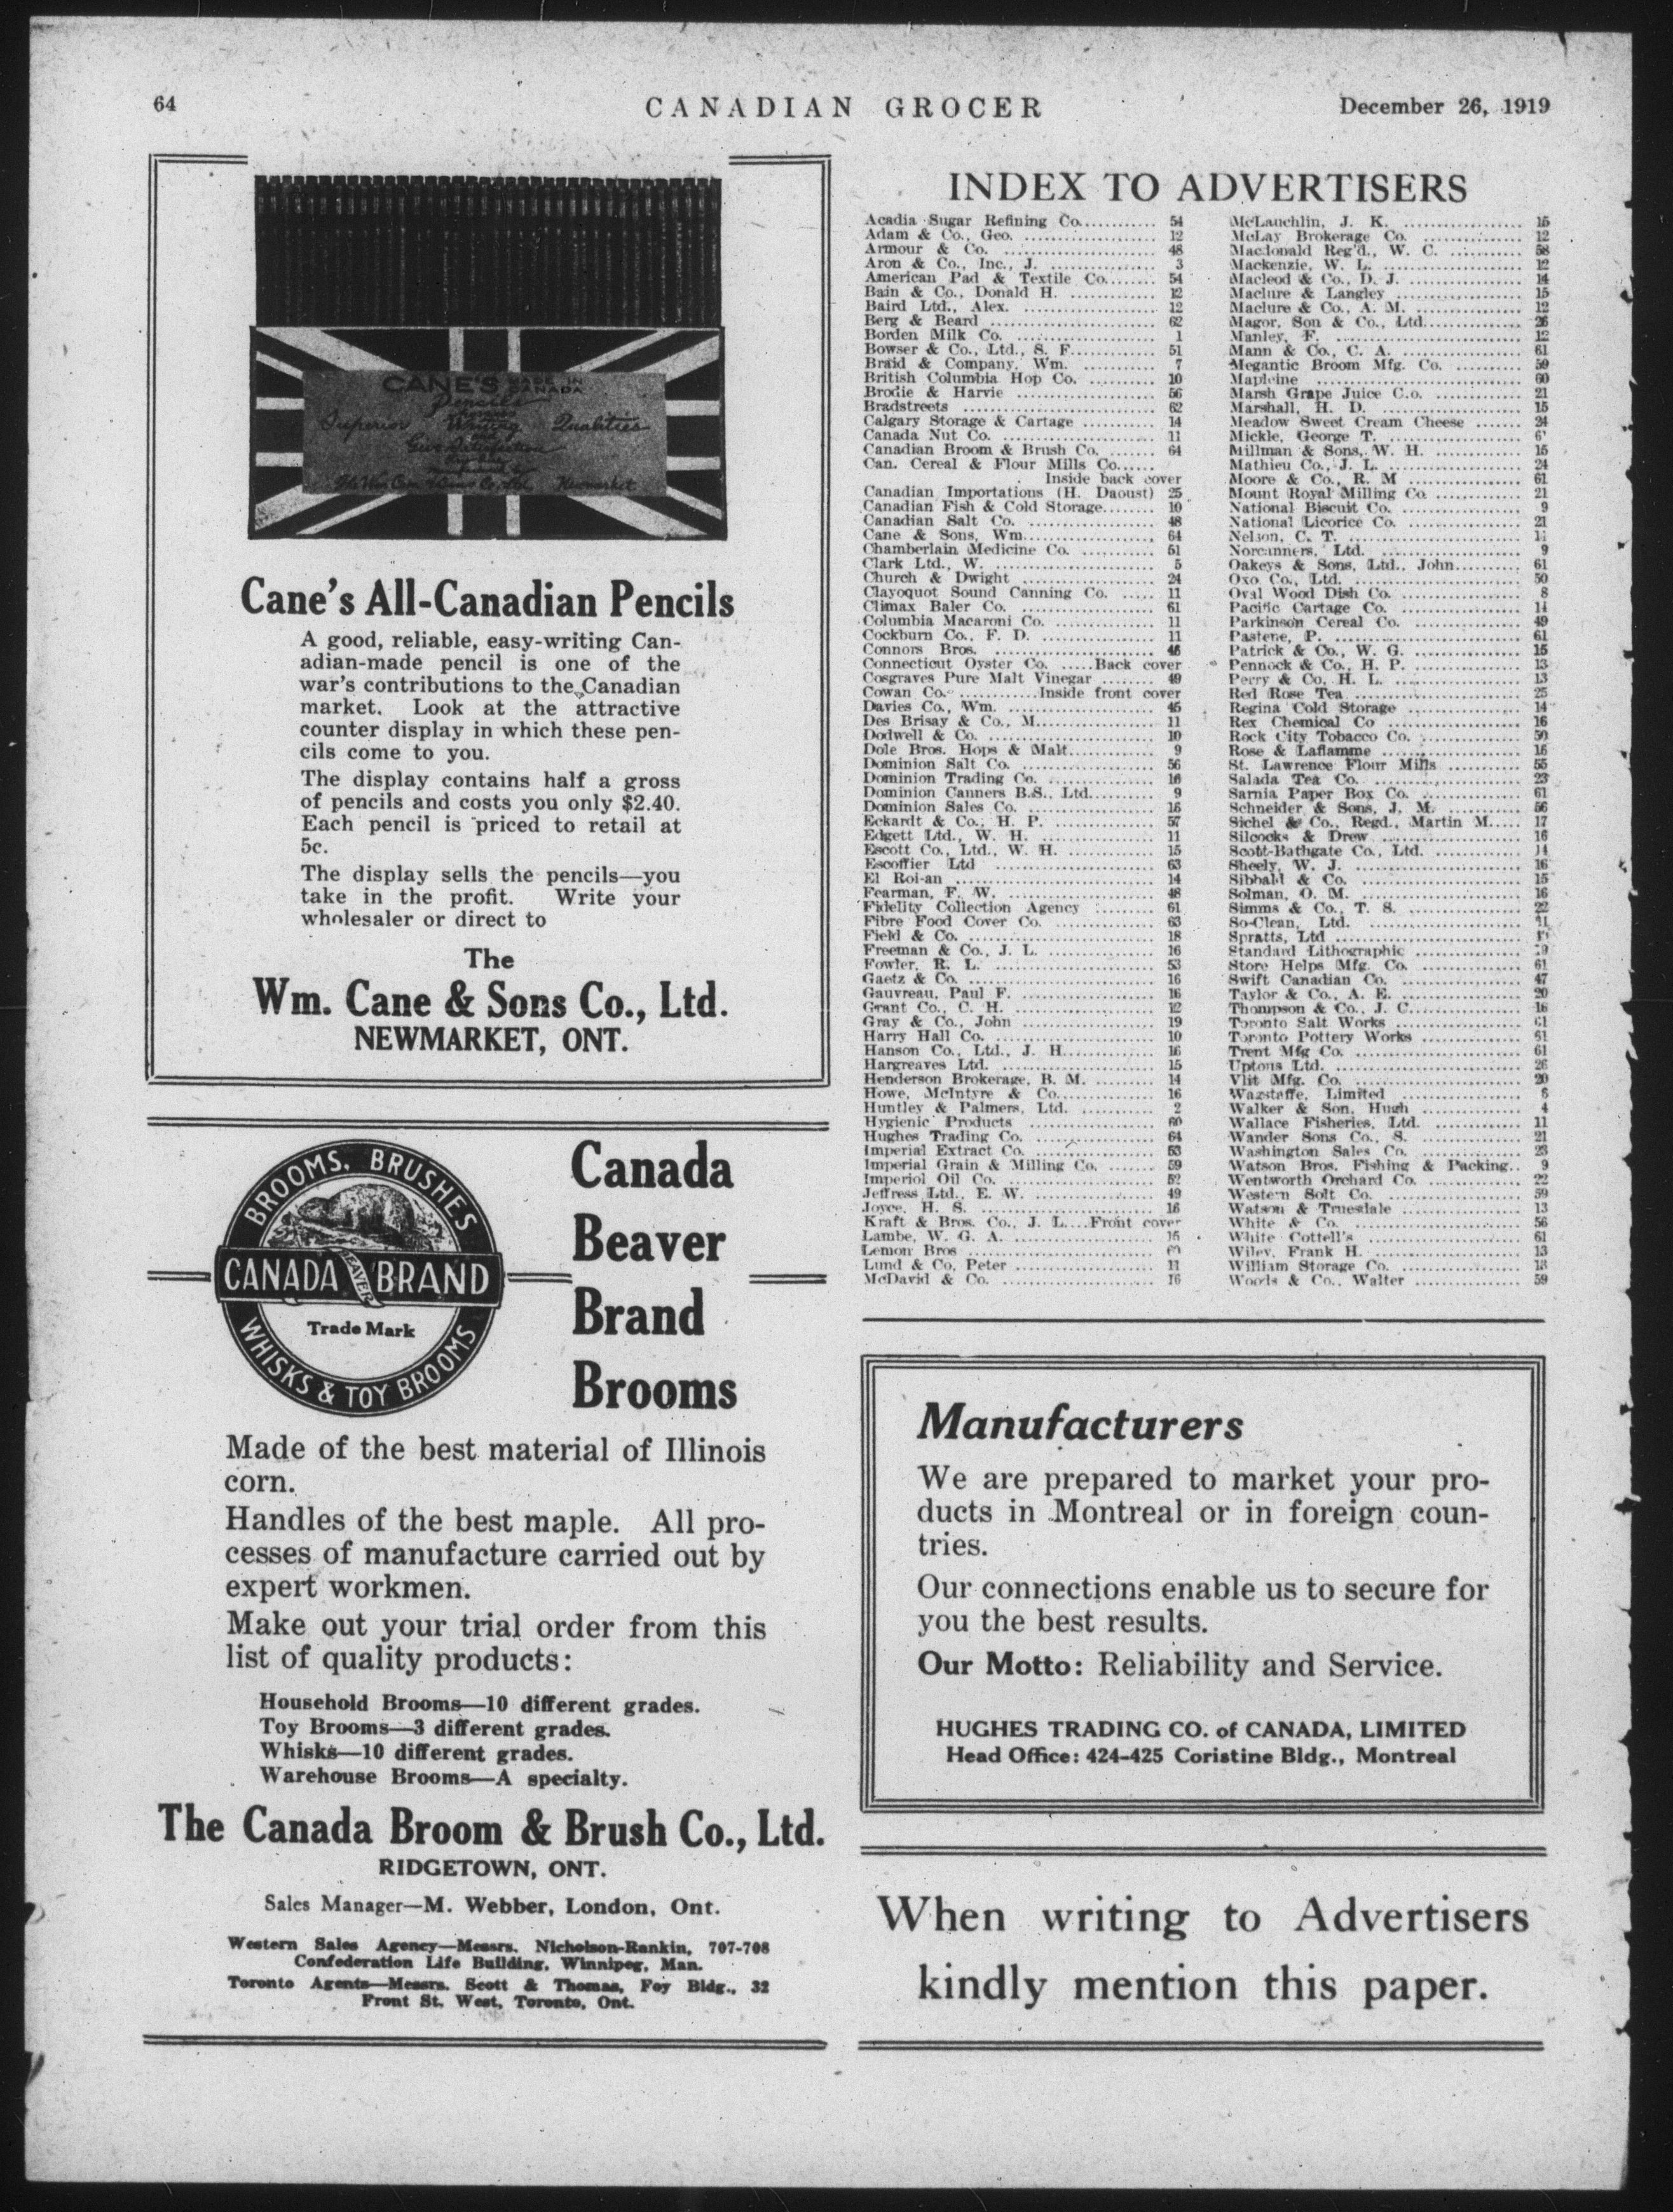 64
CANADIAN GROCER
December 26, 1919
CANE'S MADE IN CANADA
Pencils
Superior Writing Qualities
Newmarket
Cane's All-Canadian Pencils
A good, reliable, easy-writing Can-
adian-made pencil is one of the
war's contributions to the Canadian
market. Look at the attractive
counter display in which these pen-
cils come to you.
The display contains half a gross
of pencils and costs you only $2.40.
Each pencil is priced to retail at
5c.
The display sells the pencils—you
take in the profit. Write your
wholesaler or direct to
The
Wm. Cane & Sons Co., Ltd.
NEWMARKET, ONT.
BROOMS, BRUSHES
CANADA BEAVER BRAND
Trade Mark
WHISKS & TOY BROOMS
Canada
Beaver
Brand
Brooms
Made of the best material of Illinois
corn.
Handles of the best maple. All pro-
cesses of manufacture carried out by
expert workmen.
Make out your trial order from this
list of quality products:
Household Brooms—10 different grades.
Toy Brooms—3 different grades.
Whisks—10 different grades.
Warehouse Brooms—A specialty.
The Canada Broom & Brush Co., Ltd.
RIDGETOWN, ONT.
Sales Manager—M. Webber, London, Ont.
Western Sales Agency—Messrs. Nicholson-Rankin, 707-708
Confederation Life Building, Winnipeg, Man.
Toronto Agents—Messrs. Scott & Thomas, Foy Bldg., 32
Front St. West, Toronto, Ont.
INDEX TO ADVERTISERS
Acadia Sugar Refining Co............ 54
Adam & Co., Geo. .................... 12
Armour & Co. ....................... 48
Aron & Co., Inc., J. ................ 3
American Pad & Textile Co........ 54
Bain & Co., Donald H. ............. 12
Baird Ltd., Alex. .................... 12
Berg & Beard ......................... 62
Borden Milk Co. ..................... 1
Bowser & Co., Ltd., S. F............. 51
Braid & Company, Wm. ........... 7
British Columbia Hop Co. .......... 10
Brodie & Harvie ..................... 56
Bradstreets ............................ 62
Calgary Storage & Cartage ........... 14
Canada Nut Co. ....................... 11
Canadian Broom & Brush Co. ....... 64
Can. Cereal & Flour Mills Co......
Inside back cover
Canadian Importations (H. Daoust) 25
Canadian Fish & Cold Storage........ 10
Canadian Salt Co. ................... 48
Cane & Sons, Wm.................... 64
Chamberlain Medicine Co. ........... 51
Clark Ltd., W. ........................ 5
Church & Dwight .................... 24
Clayoquot Sound Canning Co. ..... 11
Climax Baler Co. .................... 61
Columbia Macaroni Co. ............... 11
Cockburn Co., F. D. ................. 11
Connors Bros. ........................ 46
Connecticut Oyster Co. .....Back cover
Cosgraves Pure Malt Vinegar ........ 49
Cowan Co. ............Inside front cover
Davies Co., Wm. ...................... 45
Des Brisay & Co., M.................. 11
Dodwell & Co. ......................... 10
Dole Bros. Hops & Malt............. 9
Dominion Salt Co. .................... 56
Dominion Trading Co. ................ 16
Dominion Canners B.S., Ltd.......... 9
Dominion Sales Co. .................. 16
Eckardt & Co., H. P. ................. 57
Edgett Ltd., W. H. ................... 11
Escott Co., Ltd., W. H. ............. 15
Escoffier Ltd ........................ 63
El Roi-an .............................. 14
Fearman, F. W. ...................... 48
Fidelity Collection Agency ......... 61
Fibre Food Cover Co. ................ 63
Field & Co. ............................ 18
Freeman & Co., J. L. ................ 16
Fowler, R. L. ......................... 53
Gaetz & Co. ............................ 16
Gauvreau, Paul F. .................... 16
Grant Co., C. H. ..................... 12
Gray & Co., John .................... 19
Harry Hall Co. ........................ 10
Hanson Co., Ltd., J. H............... 16
Hargreaves Ltd. ...................... 15
Henderson Brokerage, B. M. ......... 14
Howe, McIntyre & Co............... 16
Huntley & Palmers, Ltd. ............ 2
Hygienic Products .................... 60
Hughes Trading Co. .................. 64
Imperial Extract Co. ................. 53
Imperial Grain & Milling Co. ....... 59
Imperiol Oil Co. ...................... 52
Jeffress Ltd., E. W. .................. 49
Joyce, H. S. .......................... 16
Kraft & Bros. Co., J. L....Front cover
Lambe, W. G. A. ..................... 15
Lemon Bros ............................
Lund & Co, Peter ..................... 11
McDavid & Co. ....................... 16
McLauchlin, J. K. .................. 15
McLay Brokerage Co. ............... 12
Macdonald Reg'd., W. C. ........... 58
Mackenzie, W. L. ..................... 12
Macleod & Co., D. J. ................. 14
Maclure & Langley ................... 15
Maclure & Co., A. M. ................ 12
Magor, Son & Co., Ltd............... 26
Manley, F. ............................. 12
Mann & Co., C. A. ................... 61
Megantic Broom Mfg. Co. .......... 59
Mapleine ................................ 60
Marsh Grape Juice C.o. ............. 21
Marshall, H. D. ...................... 15
Meadow Sweet Cream Cheese ....... 24
Mickle, George T. ....................
Millman & Sons, W. H. ............. 15
Mathieu Co., J. L. .................... 24
Moore & Co., R. M ................... 61
Mount Royal Milling Co. ............. 21
National Biscuit Co. .................. 9
National Licorice Co. ................. 21
Nelson, C. T. ......................... 11
Norcanners, Ltd. ..................... 9
Oakeys & Sons, Ltd., John.......... 61
Oxo Co., Ltd. ......................... 50
Oval Wood Dish Co. ................. 8
Pacific Cartage Co. ................... 14
Parkinson Cereal Co. ................. 49
Pastene, P. ............................. 61
Patrick & Co., W. G. ................ 15
Pennock & Co., H. P. ............... 13
Perry & Co, H. L. .................... 13
Red Rose Tea ......................... 25
Regina Cold Storage .................. 14
Rex Chemical Co ...................... 16
Rock City Tobacco Co. ............... 50
Rose & Laflamme ...................... 16
St. Lawrence Flour Mills ........... 55
Salada Tea Co. ....................... 23
Sarnia Paper Box Co. ................ 61
Schneider & Sons, J. M. ............ 56
Sichel & Co., Regd., Martin M..... 17
Silcocks & Drew ...................... 16
Scott-Bathgate Co., Ltd. ............. 14
Sheely, W. J. ......................... 16
Sibbald & Co. ......................... 15
Solman, O. M. ........................ 16
Simms & Co., T. S. .................. 22
So-Clean, Ltd. ........................ 11
Spratts, Ltd ............................
Standard Lithographic ................
Store Helps Mfg. Co. ................. 61
Swift Canadian Co. ................... 47
Taylor & Co., A. E. .................. 20
Thompson & Co., J. C............... 16
Toronto Salt Works .................. 61
Toronto Pottery Works .............. 61
Trent Mfg Co. ........................ 61
Uptons Ltd. ........................... 26
Vlit Mfg. Co. ......................... 20
Wagstaffe, Limited .................. 6
Walker & Son, Hugh ................ 4
Wallace Fisheries, Ltd. .............. 11
Wander Sons Co., S. ................. 21
Washington Sales Co. ................ 23
Watson Bros. Fishing & Packing.. 9
Wentworth Orchard Co. .............. 22
Western Solt Co. ..................... 59
Watson & Truesdale .................. 13
White & Co. ........................... 56
White Cottell's ........................ 61
Wiley, Frank H. ...................... 13
William Storage Co. .................. 13
Woods & Co., Walter ................ 59
Manufacturers
We are prepared to market your pro-
ducts in Montreal or in foreign coun-
tries.
Our connections enable us to secure for
you the best results.
Our Motto: Reliability and Service.
HUGHES TRADING CO. of CANADA, LIMITED
Head Office: 424-425 Coristine Bldg., Montreal
When writing to Advertisers
kindly mention this paper.